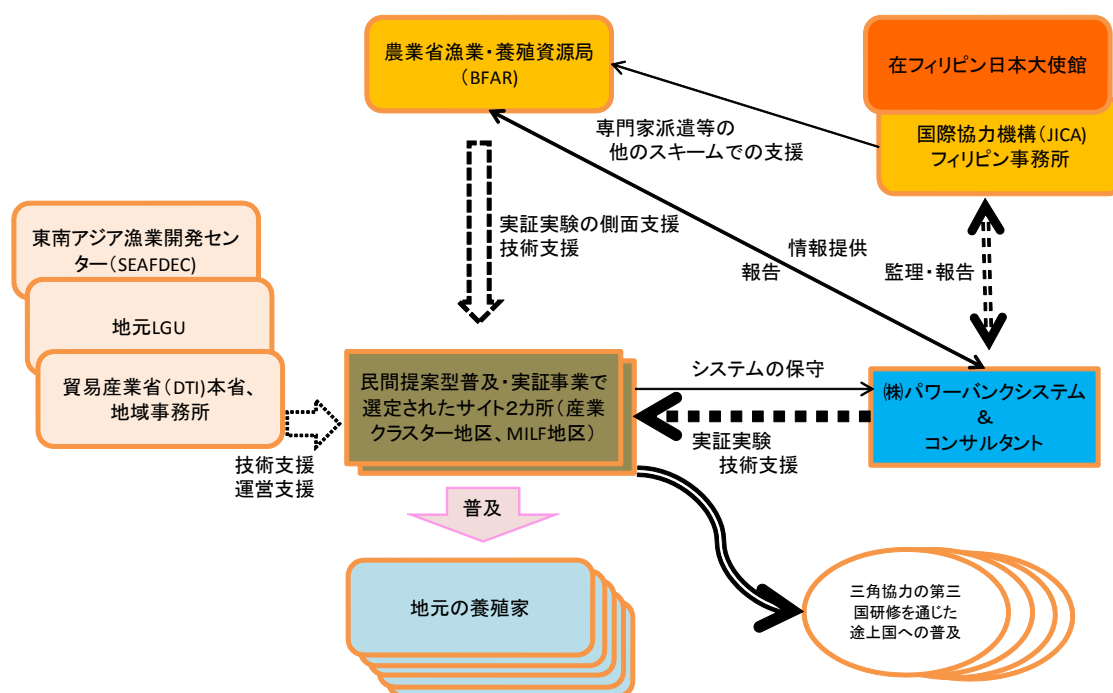 農業省漁業・養殖資源局
（BFAR）
在フィリピン日本大使館
国際協力機構（JICA）
フィリピン事務所
専門家派遣等の
他のスキームでの支援
東南アジア漁業開発セン
ター（SEAFDEC）
地元LGU
貿易産業省（DTI）本省、
地域事務所
実証実験の側面支援
技術支援
情報提供
報告
監理・報告
民間提案型普及・実証事業で
選定されたサイト２カ所（産業
クラスター地区、MILF地区）
システムの保守
㈱パワーバンクシステム
＆
コンサルタント
実証実験
技術支援
技術支援
運営支援
普及
地元の養殖家
三角協力の第三
国研修を通じた
途上国への普及